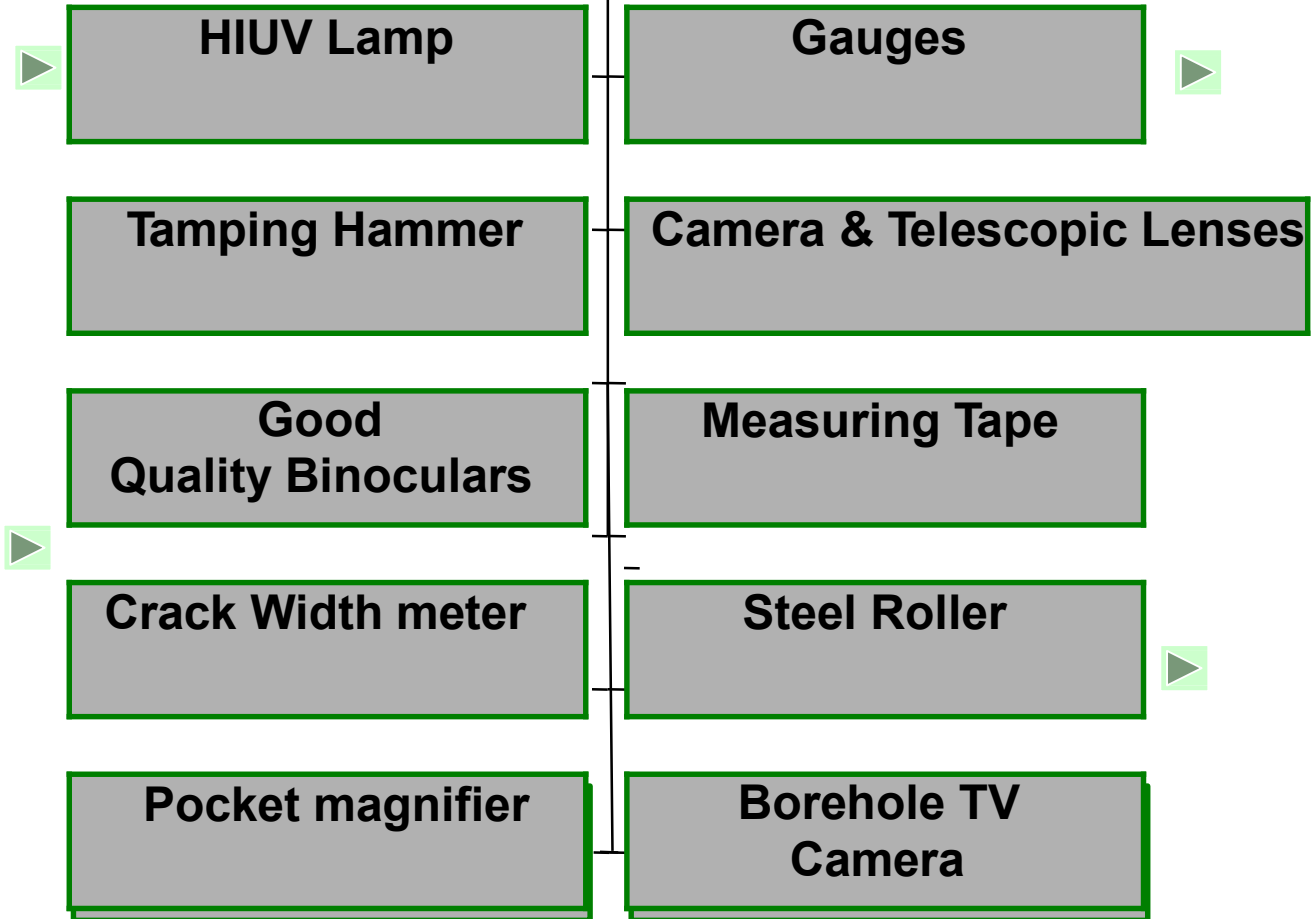 HIUV Lamp
Gauges
Tamping Hammer
Camera & Telescopic Lenses
Good
Quality Binoculars
Measuring Tape
Crack Width meter
Steel Roller
Pocket magnifier
Borehole TV
Camera